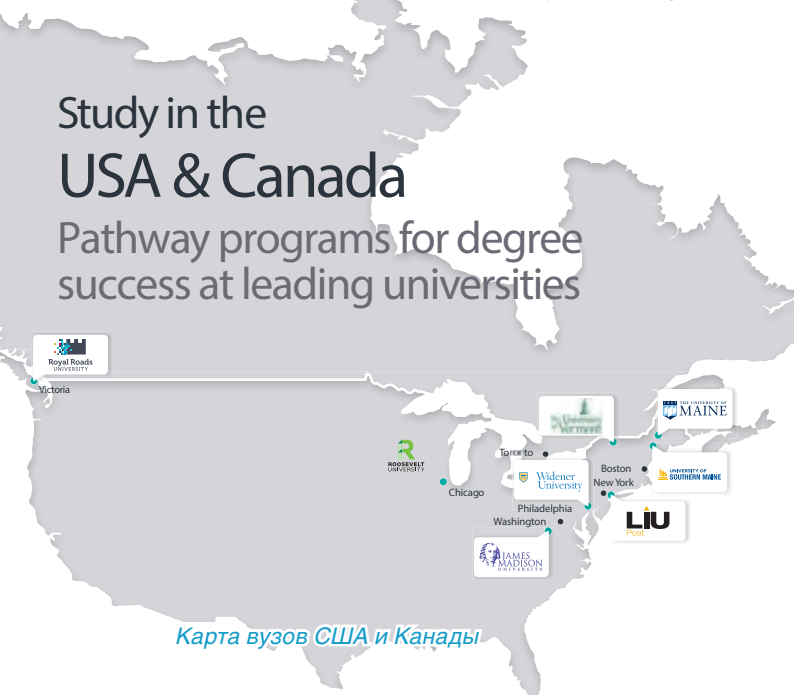 Study in the
USA & Canada
Pathway programs for degree
success at leading universities
Royal Roads
UNIVERSITY
Victoria
THE UNIVERSITY OF
MAINE
ROOSEVELT
UNIVERSITY
Chicago
Widener
University
Boston
New York
UNIVERSITY OF
SOUTHERN MAINE
Philadelphia
Washington
LIU
Post
JAMES
MADISON
UNIVERSITY
Карта вузов США и Канады